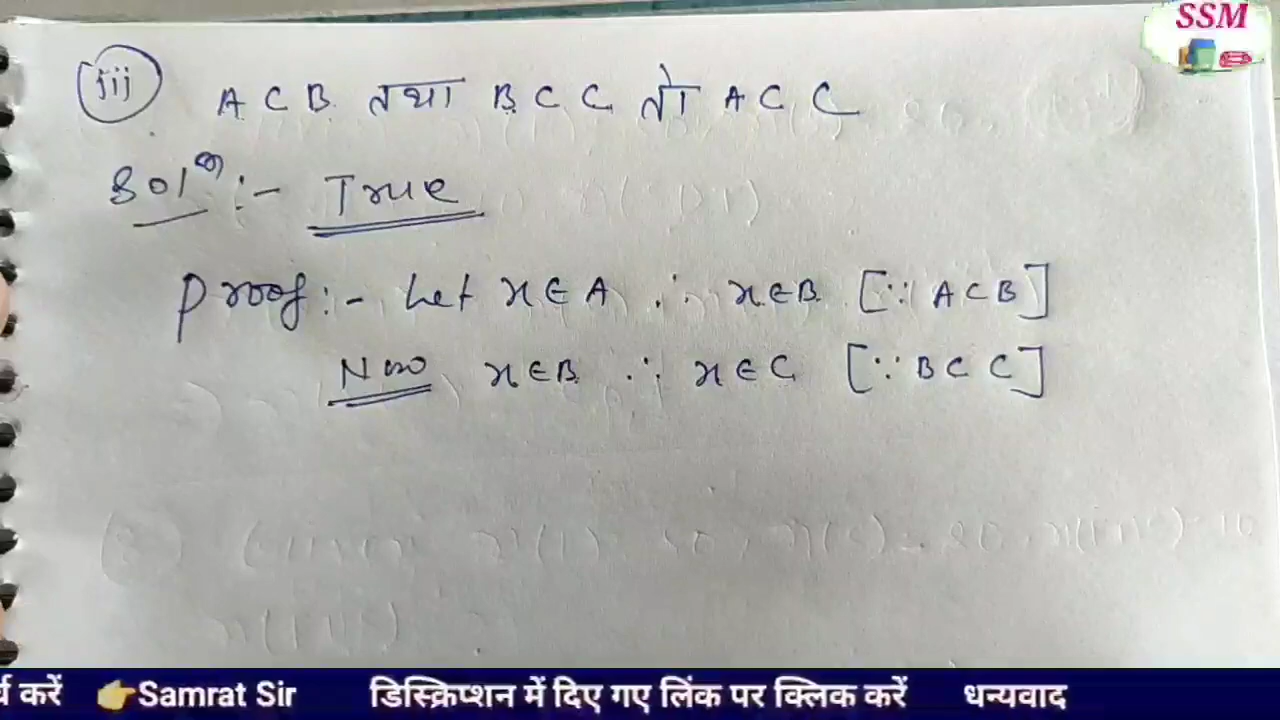 SSM
(iii) A ⊂ B तथा B ⊂ C तो A ⊂ C
Solⁿ :- True
Proof :- Let x ∈ A ∴ x ∈ B [∵ A ⊂ B]
Now x ∈ B ∴ x ∈ C [∵ B ⊂ C]
करें 👉Samrat Sir डिस्क्रिप्शन में दिए गए लिंक पर क्लिक करें धन्यवाद